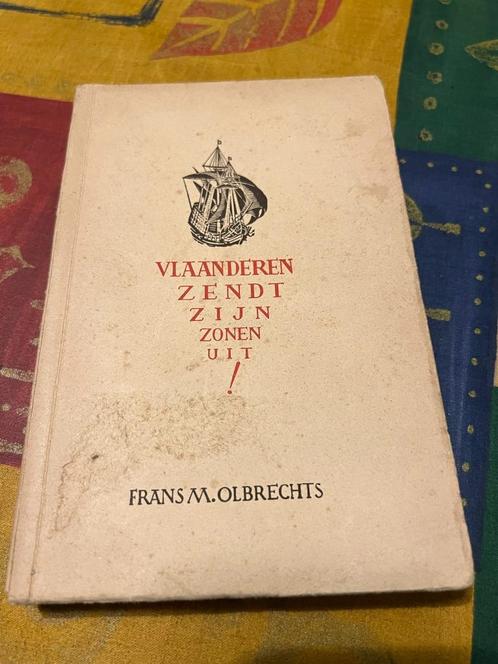 VLAANDEREN
ZENDT
ZIJN
ZONEN
UIT
!
FRANS M. OLBRECHTS